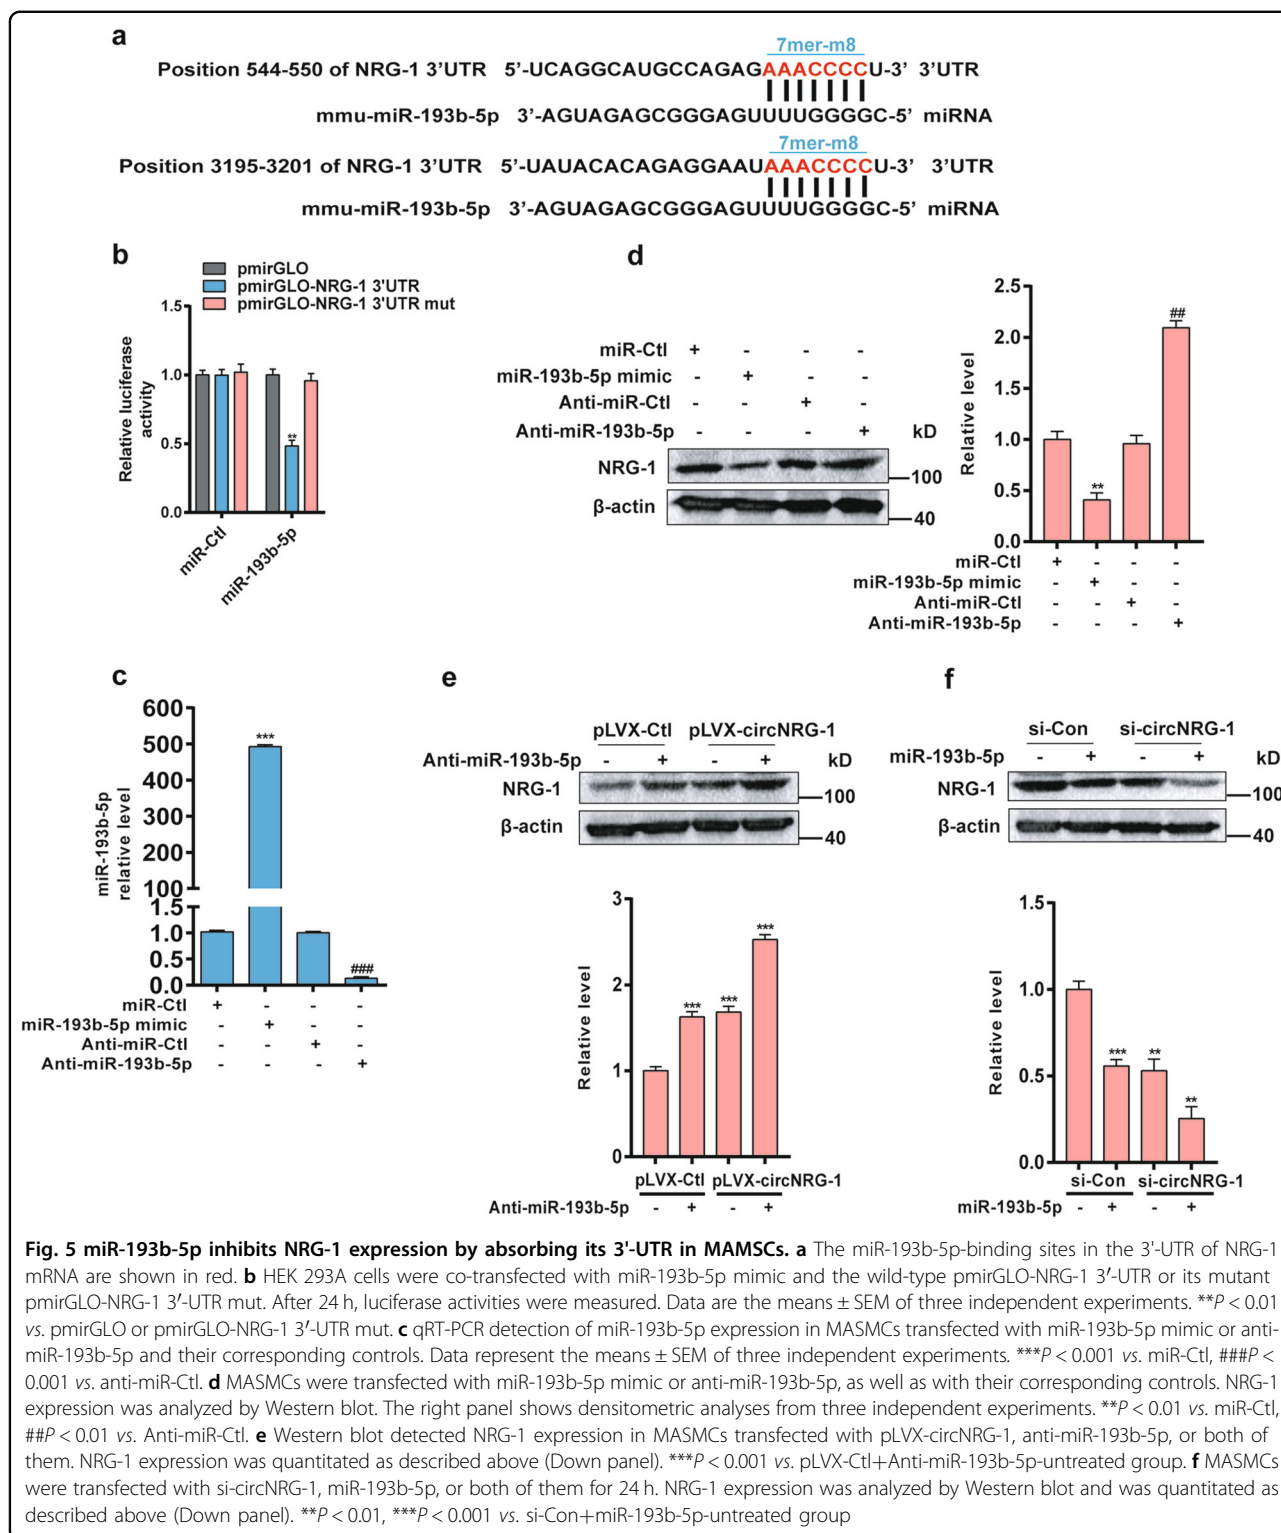 a
7mer-m8
Position 544-550 of NRG-1 3'UTR 5'-UCAGGCAUGCCAGAGAAACCCCU-3' 3'UTR
mmu-miR-193b-5p 3'-AGUAGAGCGGGAGUUUUGGGGC-5' miRNA
7mer-m8
Position 3195-3201 of NRG-1 3'UTR 5'-UAUACACAGAGGAAUAAACCCCU-3' 3'UTR
mmu-miR-193b-5p 3'-AGUAGAGCGGGAGUUUUGGGGC-5' miRNA
b
pmirGLO
pmirGLO-NRG-1 3'UTR
pmirGLO-NRG-1 3'UTR mut
Relative luciferase
activity
1.5
1.0
0.5
0.0
**
miR-Ctl
miR-193b-5p
d
miR-Ctl + - - -
miR-193b-5p mimic - + - -
Anti-miR-Ctl - - + -
Anti-miR-193b-5p - - - + kD
NRG-1
100
β-actin
40
Relative level
2.5
2.0
1.5
1.0
0.5
0.0
**
##
miR-Ctl + - - -
miR-193b-5p mimic - + - -
Anti-miR-Ctl - - + -
Anti-miR-193b-5p - - - +
c
miR-193b-5p
relative level
600
500
400
300
200
100
1.5
1.0
0.5
0.0
***
###
miR-Ctl + - - -
miR-193b-5p mimic - + - -
Anti-miR-Ctl - - + -
Anti-miR-193b-5p - - - +
e
pLVX-Ctl pLVX-circNRG-1
Anti-miR-193b-5p - + - + kD
NRG-1
100
β-actin
40
Relative level
3
2
1
0
*** *** ***
pLVX-Ctl pLVX-circNRG-1
Anti-miR-193b-5p - + - +
f
si-Con si-circNRG-1
miR-193b-5p - + - + kD
NRG-1
100
β-actin
40
Relative level
1.5
1.0
0.5
0.0
*** ** **
si-Con si-circNRG-1
miR-193b-5p - + - +
Fig. 5 miR-193b-5p inhibits NRG-1 expression by absorbing its 3'-UTR in MAMSCs. a The miR-193b-5p-binding sites in the 3'-UTR of NRG-1
mRNA are shown in red. b HEK 293A cells were co-transfected with miR-193b-5p mimic and the wild-type pmirGLO-NRG-1 3′-UTR or its mutant
pmirGLO-NRG-1 3′-UTR mut. After 24 h, luciferase activities were measured. Data are the means ± SEM of three independent experiments. **P < 0.01
vs. pmirGLO or pmirGLO-NRG-1 3′-UTR mut. c qRT-PCR detection of miR-193b-5p expression in MASMCs transfected with miR-193b-5p mimic or anti-
miR-193b-5p and their corresponding controls. Data represent the means ± SEM of three independent experiments. ***P < 0.001 vs. miR-Ctl, ###P <
0.001 vs. anti-miR-Ctl. d MASMCs were transfected with miR-193b-5p mimic or anti-miR-193b-5p, as well as with their corresponding controls. NRG-1
expression was analyzed by Western blot. The right panel shows densitometric analyses from three independent experiments. **P < 0.01 vs. miR-Ctl,
##P < 0.01 vs. Anti-miR-Ctl. e Western blot detected NRG-1 expression in MASMCs transfected with pLVX-circNRG-1, anti-miR-193b-5p, or both of
them. NRG-1 expression was quantitated as described above (Down panel). ***P < 0.001 vs. pLVX-Ctl+Anti-miR-193b-5p-untreated group. f MASMCs
were transfected with si-circNRG-1, miR-193b-5p, or both of them for 24 h. NRG-1 expression was analyzed by Western blot and was quantitated as
described above (Down panel). **P < 0.01, ***P < 0.001 vs. si-Con+miR-193b-5p-untreated group